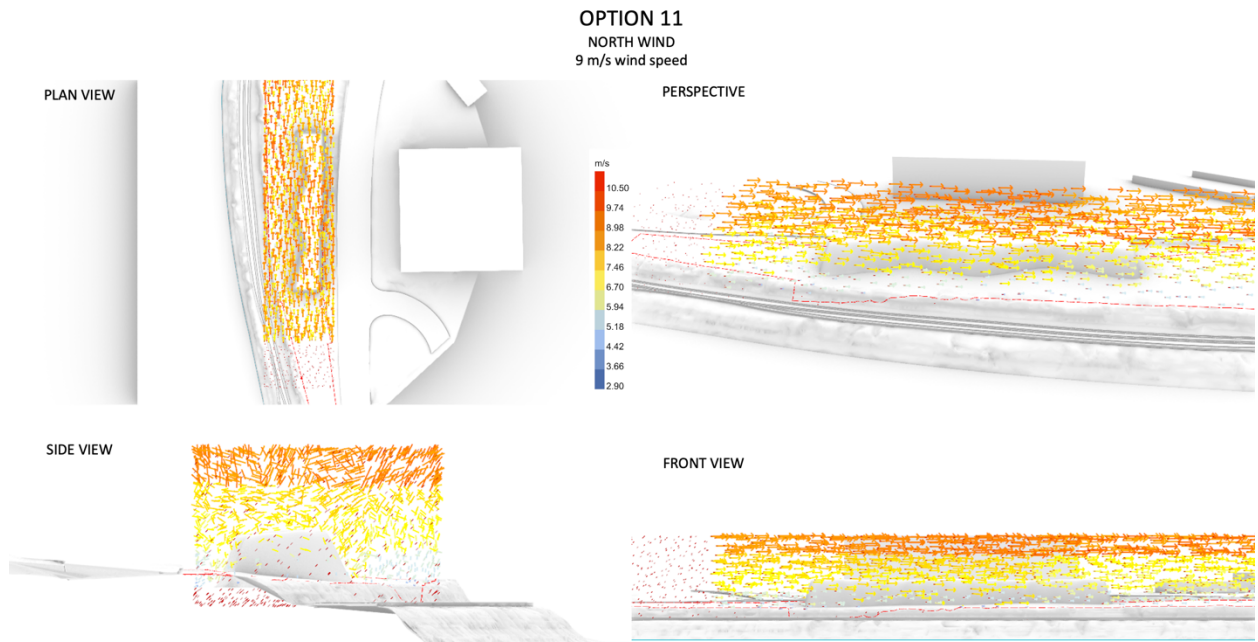 OPTION 11
NORTH WIND
9 m/s wind speed
PLAN VIEW
PERSPECTIVE
m/s
10.50
9.74
8.98
8.22
7.46
6.70
5.94
5.18
4.42
3.66
2.90
SIDE VIEW
FRONT VIEW